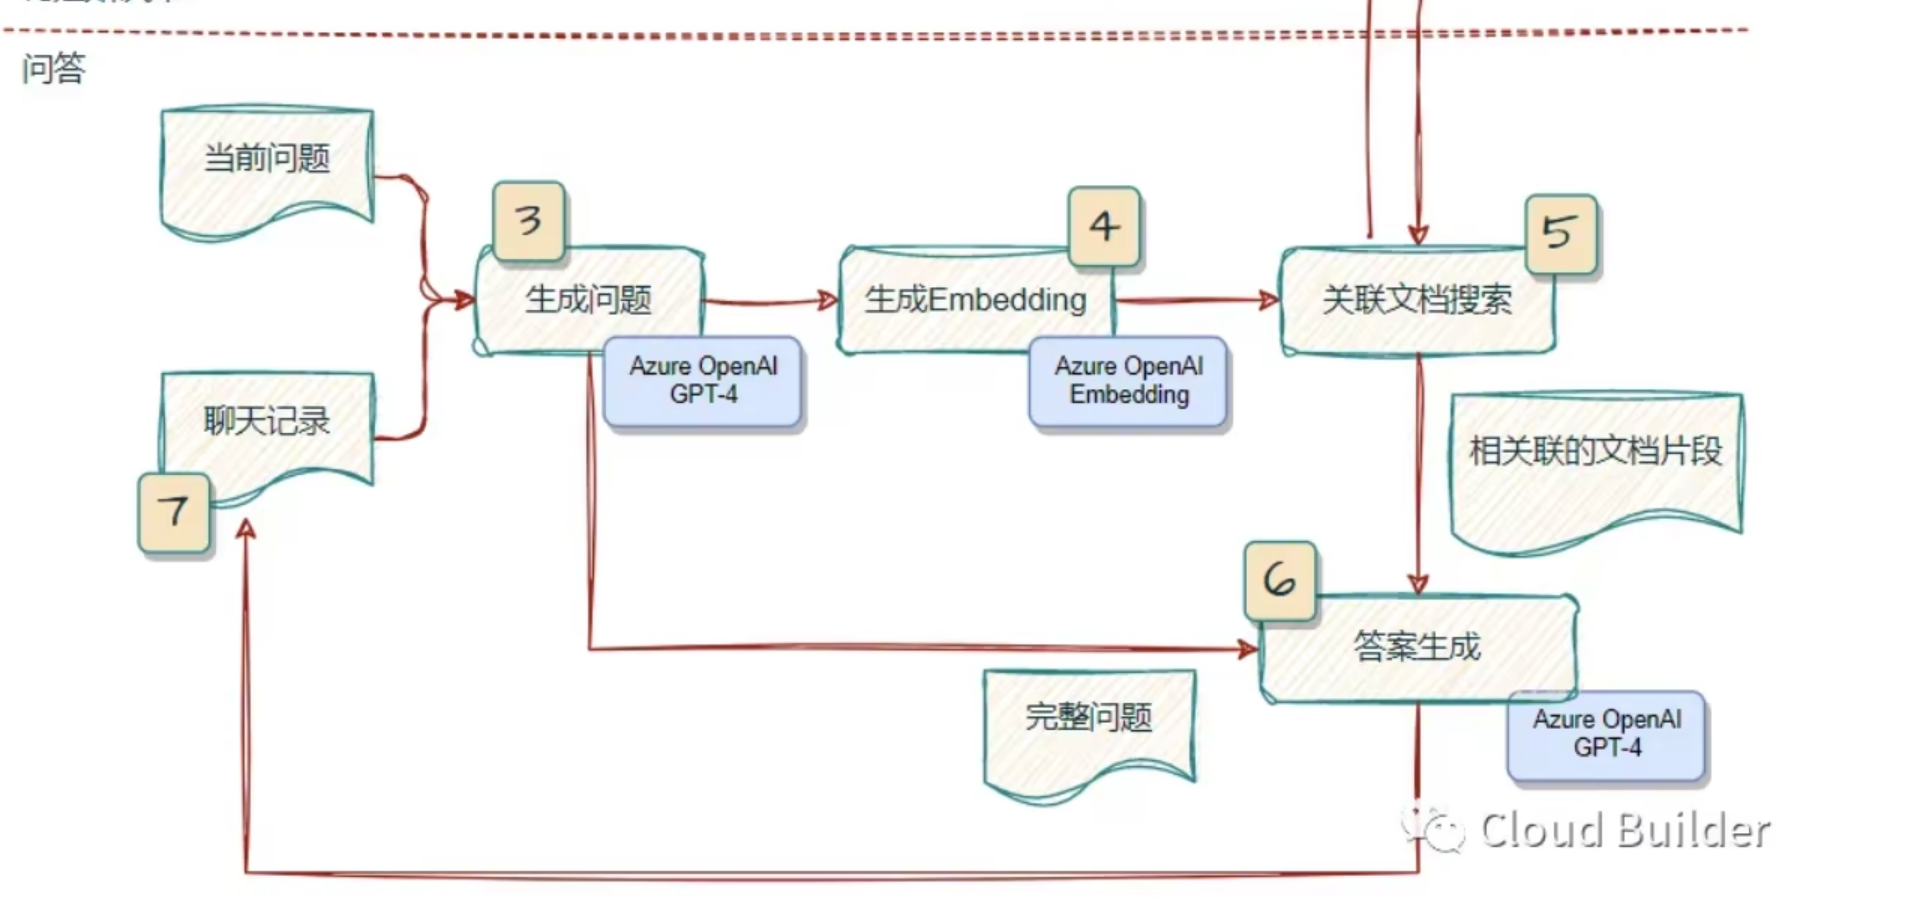 问答
当前问题
3
4
5
生成问题
生成Embedding
关联文档搜索
Azure OpenAI
GPT-4
Azure OpenAI
Embedding
聊天记录
7
相关联的文档片段
6
答案生成
完整问题
Azure OpenAI
GPT-4
Cloud Builder